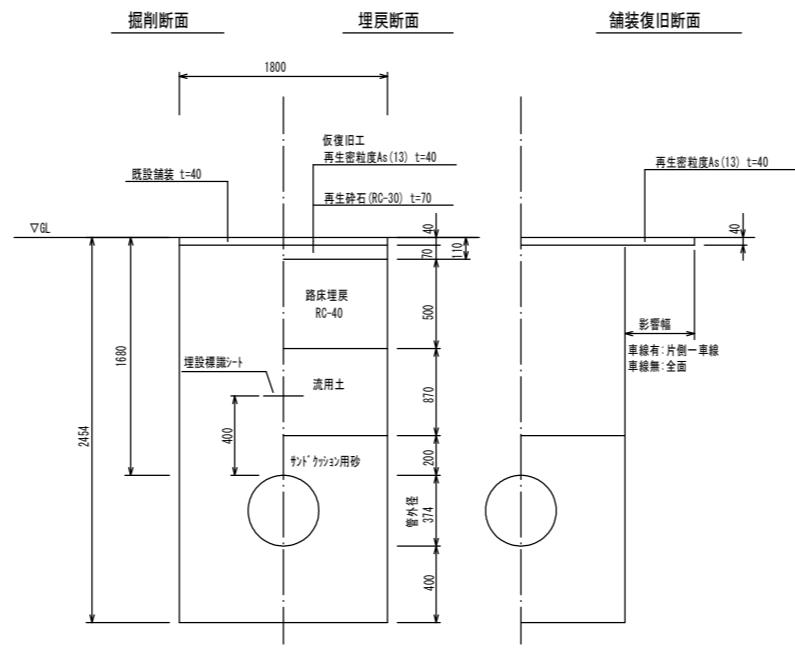 掘削断面
埋戻断面
舗装復旧断面
1800
仮復旧工
再生密粒度As(13) t=40
再生砕石(RC-30) t=70
既設舗装 t=40
再生密粒度As(13) t=40
▽GL
40
70
110
40
路床埋戻
RC-40
500
影響幅
車線有:片側一車線
車線無:全面
1680
埋設標識シート
流用土
870
2454
400
サンドクッション用砂
200
管外径
374
400